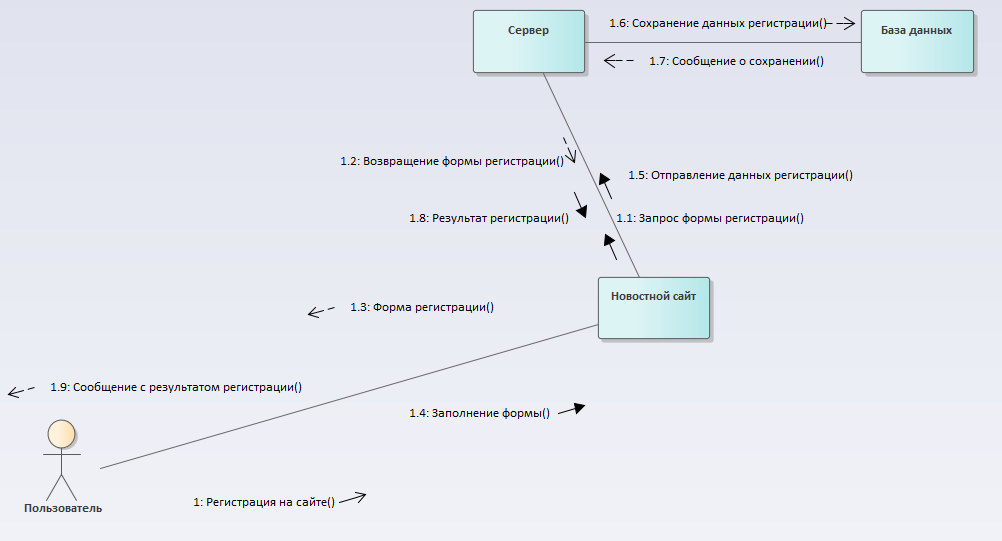 1.6: Сохранение данных регистрации()
Сервер
База данных
1.7: Сообщение о сохранении()
1.2: Возвращение формы регистрации()
1.5: Отправление данных регистрации()
1.8: Результат регистрации()
1.1: Запрос формы регистрации()
Новостной сайт
1.3: Форма регистрации()
1.9: Сообщение с результатом регистрации()
1.4: Заполнение формы()
1: Регистрация на сайте()
Пользователь